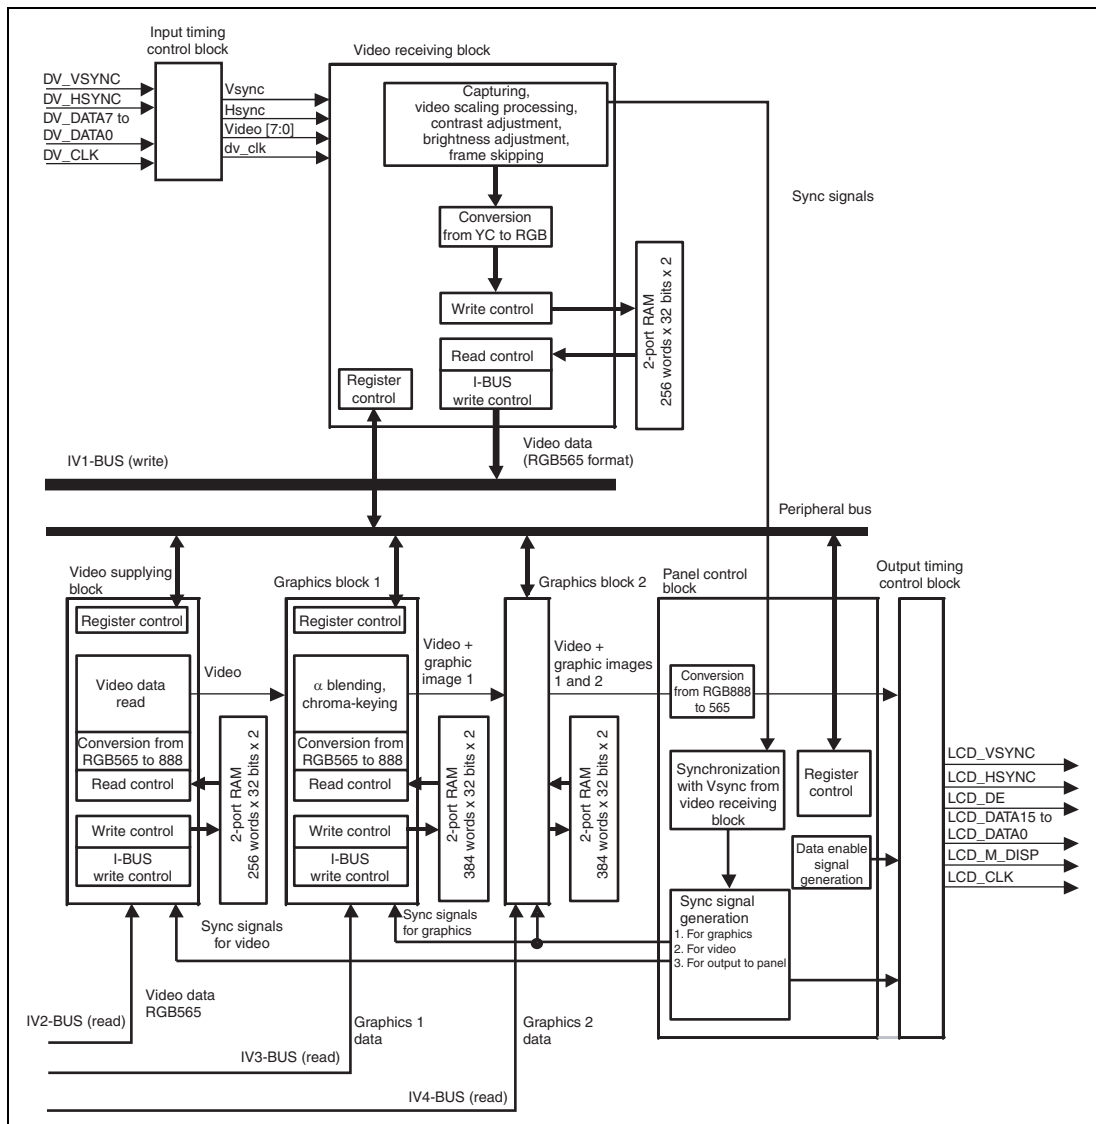 Input timing
control block
Video receiving block
DV_VSYNC
DV_HSYNC
DV_DATA7 to
DV_DATA0
DV_CLK
Vsync
Hsync
Video [7:0]
dv_clk
Capturing,
video scaling processing,
contrast adjustment,
brightness adjustment,
frame skipping
Sync signals
Conversion
from YC to RGB
Write control
2-port RAM
256 words x 32 bits x 2
Read control
I-BUS
write control
Register
control
Video data
(RGB565 format)
IV1-BUS (write)
Peripheral bus
Video supplying
block
Graphics block 1
Graphics block 2
Panel control
block
Output timing
control block
Register control
Video data
read
Conversion from
RGB565 to 888
Read control
Write control
I-BUS
write control
Video
2-port RAM
256 words x 32 bits x 2
Register control
α blending,
chroma-keying
Conversion from
RGB565 to 888
Read control
Write control
I-BUS
write control
Video +
graphic
image 1
2-port RAM
384 words x 32 bits x 2
Video +
graphic images
1 and 2
2-port RAM
384 words x 32 bits x 2
Conversion
from RGB888
to 565
Synchronization
with Vsync from
video receiving
block
Register
control
Data enable
signal
generation
Sync signal
generation
1. For graphics
2. For video
3. For output to panel
LCD_VSYNC
LCD_HSYNC
LCD_DE
LCD_DATA15 to
LCD_DATA0
LCD_M_DISP
LCD_CLK
Sync signals
for video
Sync signals
for graphics
Video data
RGB565
IV2-BUS (read)
Graphics 1
data
IV3-BUS (read)
Graphics 2
data
IV4-BUS (read)